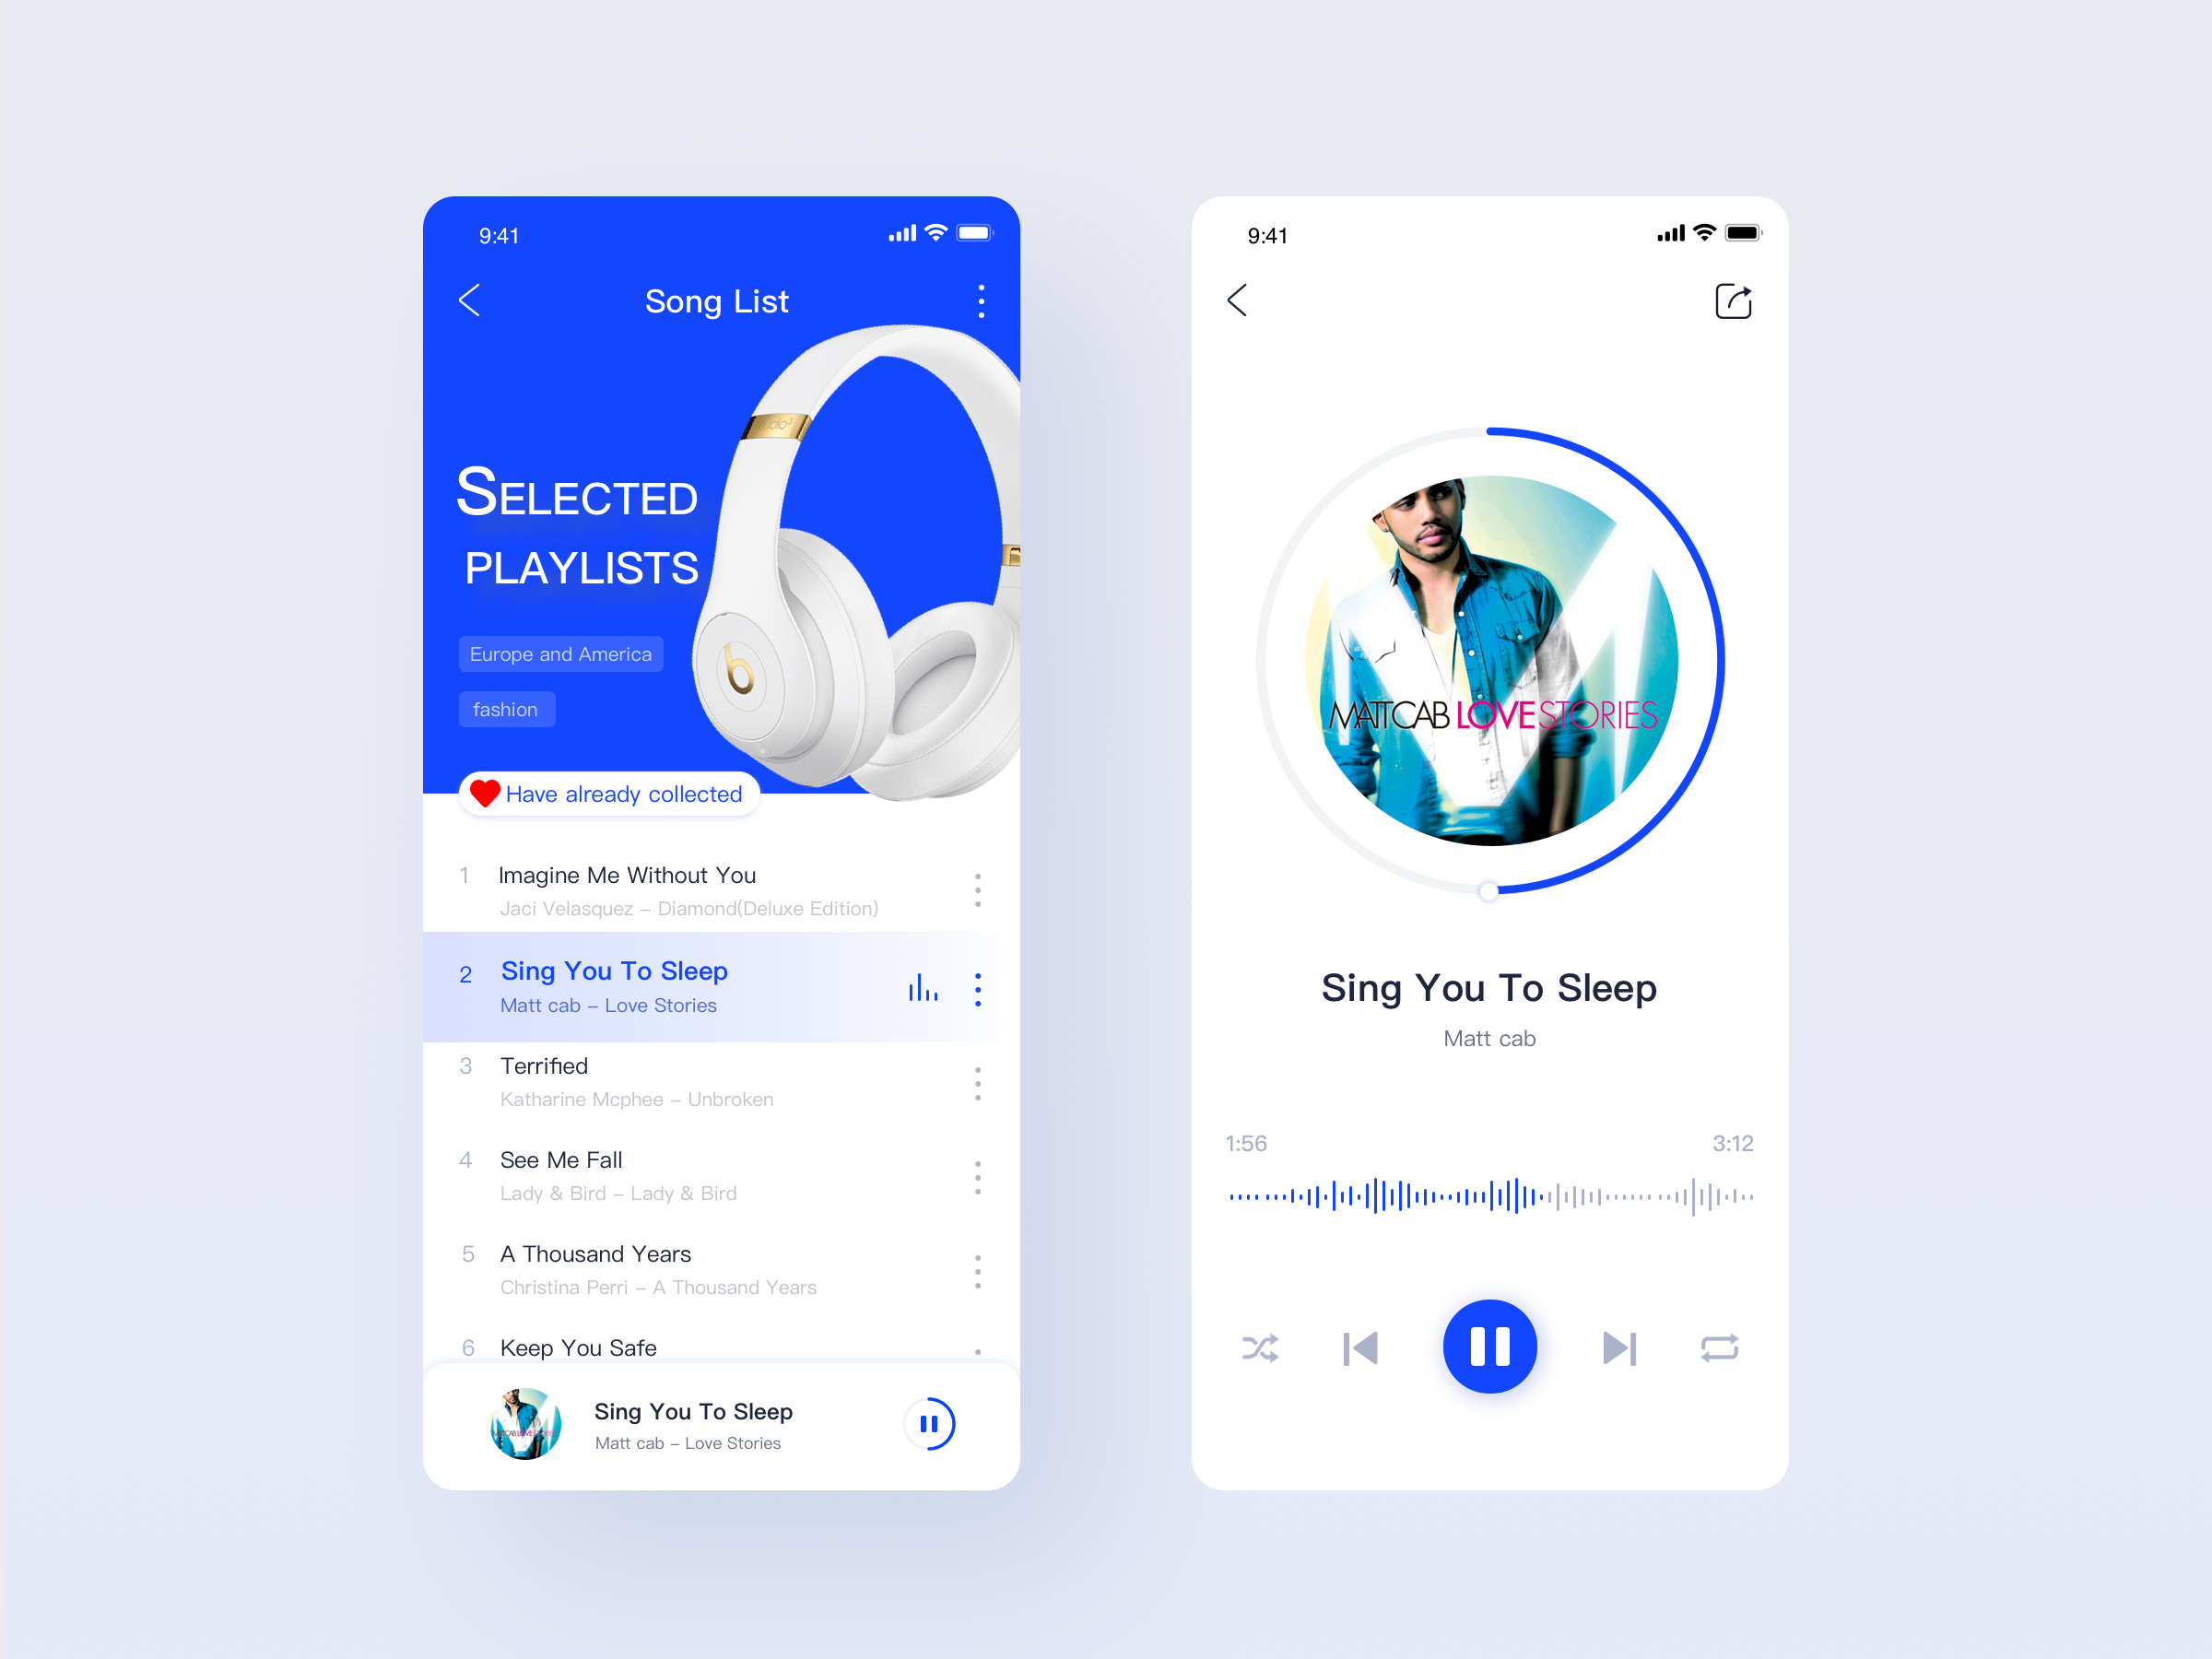 9:41
Song List
SELECTED
PLAYLISTS
Europe and America
fashion
Have already collected
1 Imagine Me Without You
Jaci Velasquez – Diamond(Deluxe Edition)
2 Sing You To Sleep
Matt cab – Love Stories
3 Terrified
Katharine Mcphee – Unbroken
4 See Me Fall
Lady & Bird – Lady & Bird
5 A Thousand Years
Christina Perri – A Thousand Years
6 Keep You Safe
MATTCAB LOVESTORIES
Sing You To Sleep
Matt cab – Love Stories
9:41
MATTCAB LOVESTORIES
Sing You To Sleep
Matt cab
1:56 3:12